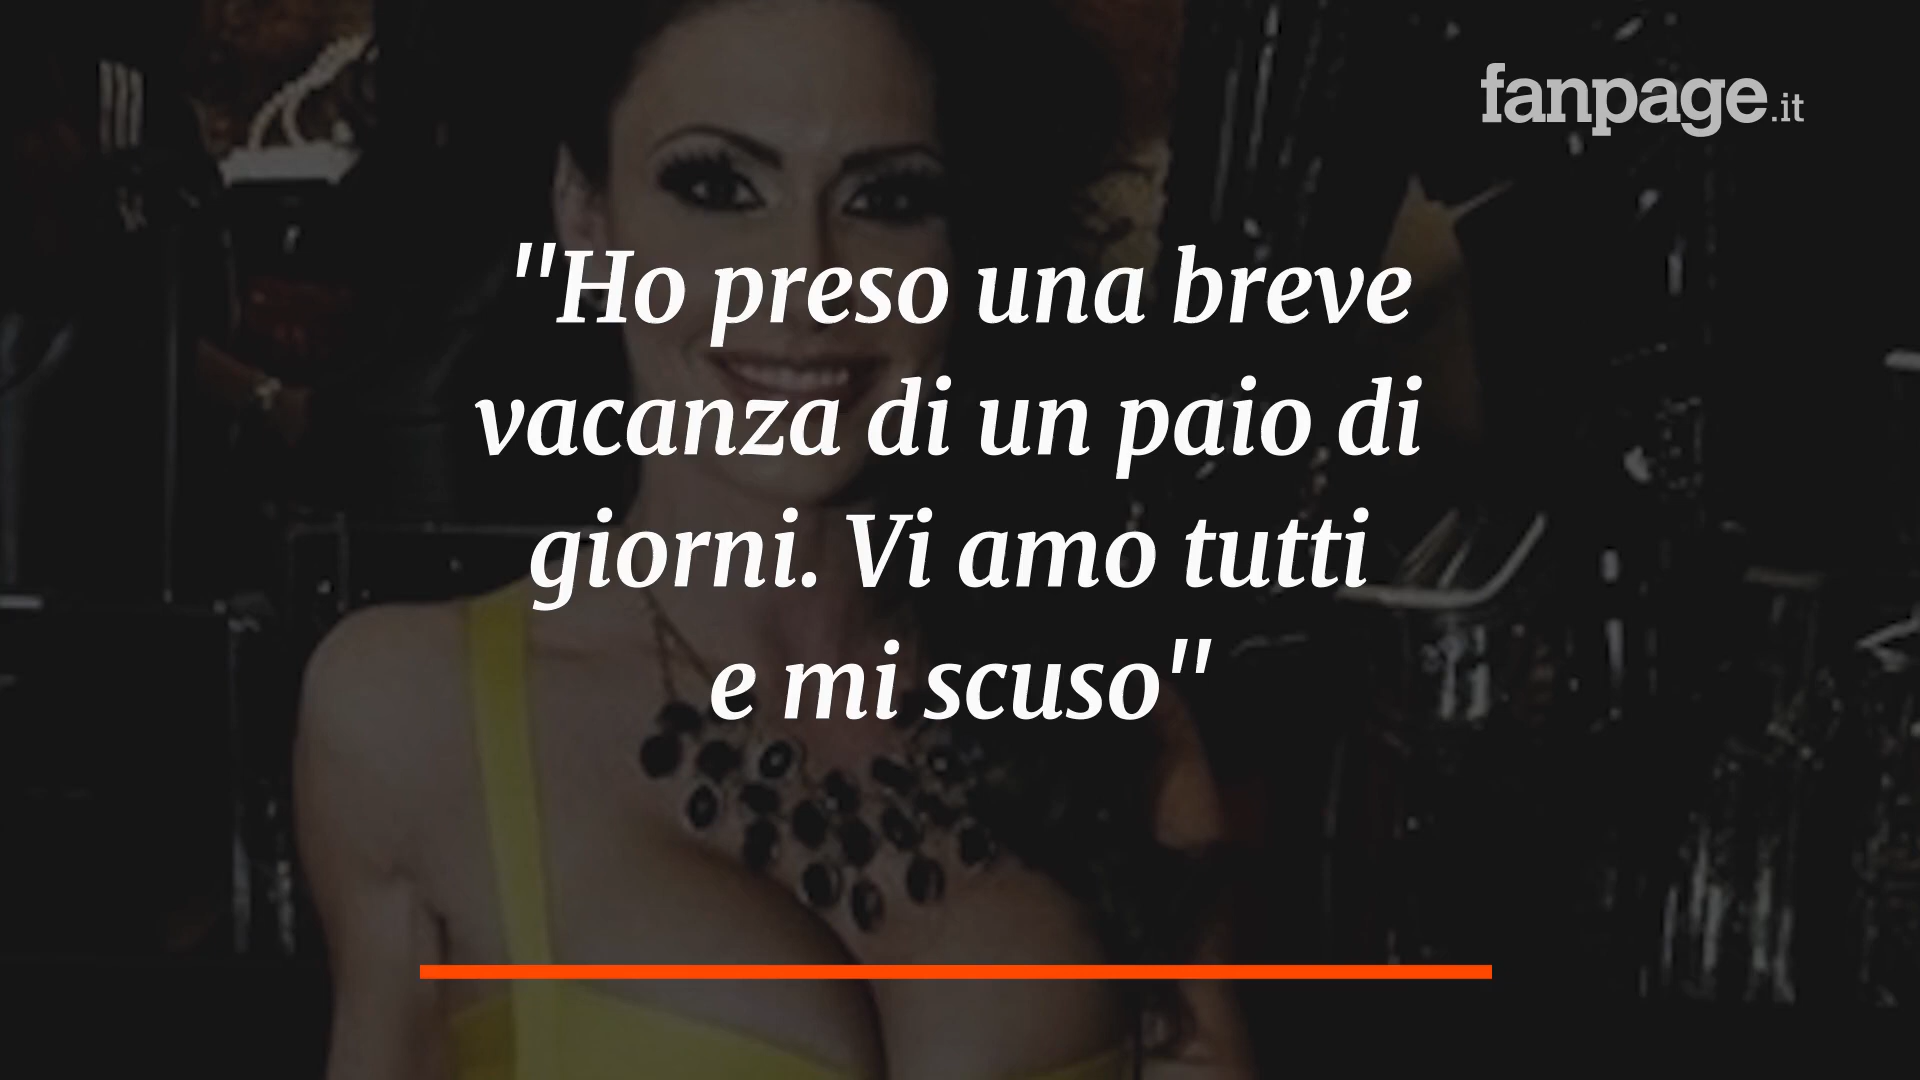 fanpage.it
"Ho preso una breve
vacanza di un paio di
giorni. Vi amo tutti
e mi scuso"